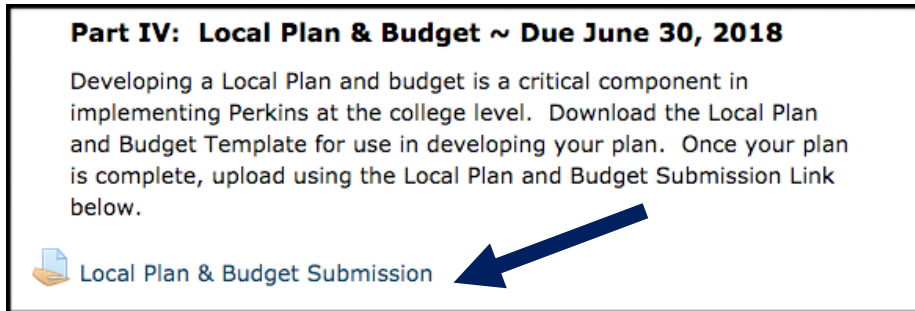 Part IV:  Local Plan & Budget ~ Due June 30, 2018
Developing a Local Plan and budget is a critical component in
implementing Perkins at the college level.  Download the Local Plan
and Budget Template for use in developing your plan.  Once your plan
is complete, upload using the Local Plan and Budget Submission Link
below.
Local Plan & Budget Submission